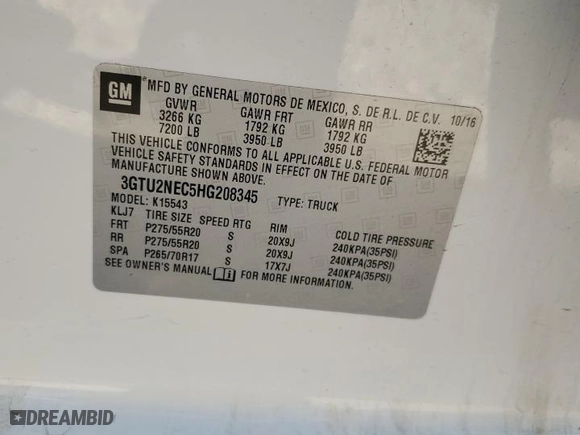 GM
MFD BY GENERAL MOTORS DE MEXICO, S. DE R.L. DE C.V. 10/16
GVWR GAWR FRT GAWR RR
3266 KG 1792 KG 1792 KG
7200 LB 3950 LB 3950 LB
THIS VEHICLE CONFORMS TO ALL APPLICABLE U.S. FEDERAL MOTOR
VEHICLE SAFETY STANDARDS IN EFFECT ON THE DATE OF
MANUFACTURE SHOWN ABOVE.
3GTU2NEC5HG208345 TYPE: TRUCK
MODEL: K15543
KLJ7 TIRE SIZE SPEED RTG RIM COLD TIRE PRESSURE
FRT P275/55R20 S 20X9J 240KPA(35PSI)
RR P275/55R20 S 20X9J 240KPA(35PSI)
SPA P265/70R17 S 17X7J 240KPA(35PSI)
SEE OWNER'S MANUAL FOR MORE INFORMATION.
DREAMBID